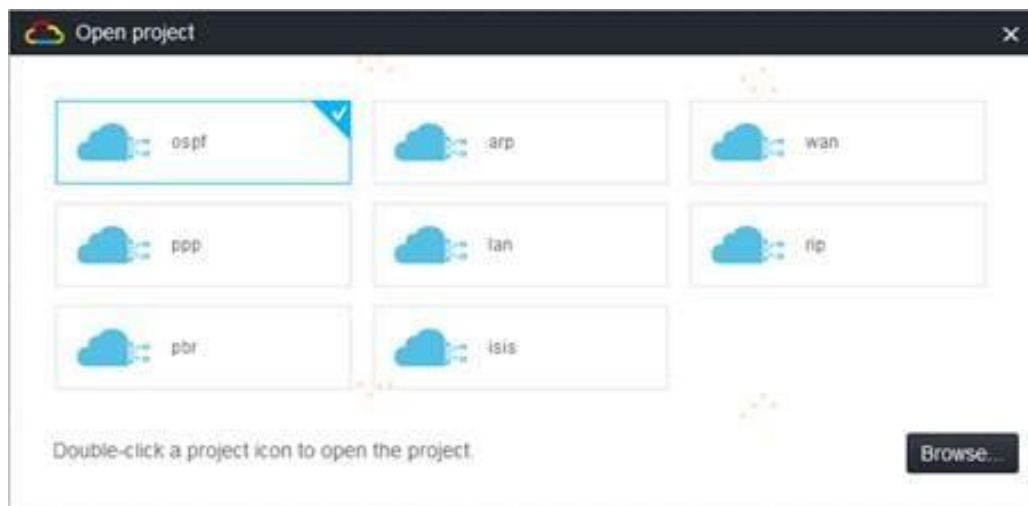 Open project
ospf
arp
wan
ppp
lan
rip
pbr
isis
Double-click a project icon to open the project.
Browse...